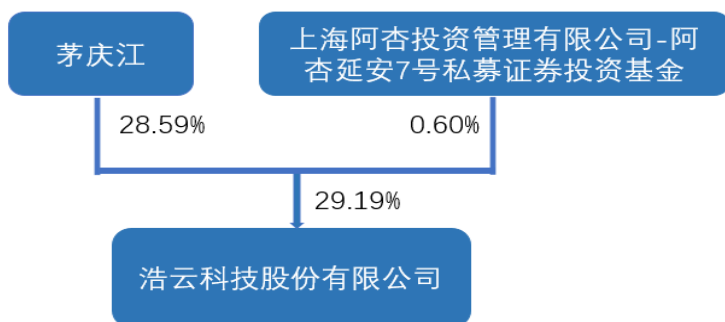 茅庆江
上海阿杏投资管理有限公司-阿
杏延安7号私募证券投资基金
28.59%
0.60%
29.19%
浩云科技股份有限公司